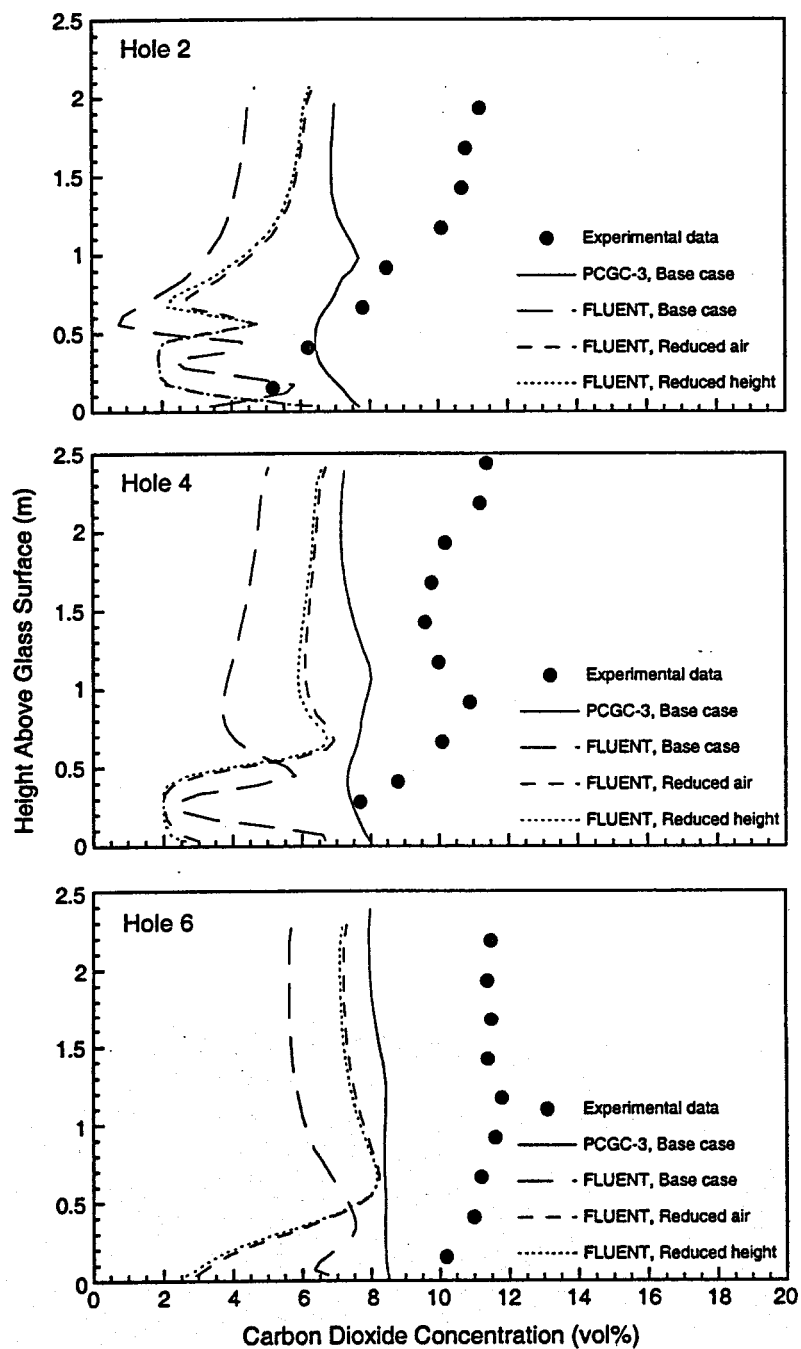 2.5
Hole 2
2
1.5
Experimental data
1
PCGC-3, Base case
FLUENT, Base case
0.5
FLUENT, Reduced air
FLUENT, Reduced height
0
2.5
Hole 4
2
1.5
Experimental data
1
PCGC-3, Base case
FLUENT, Base case
0.5
FLUENT, Reduced air
FLUENT, Reduced height
0
Height Above Glass Surface (m)
2.5
Hole 6
2
1.5
Experimental data
1
PCGC-3, Base case
FLUENT, Base case
0.5
FLUENT, Reduced air
FLUENT, Reduced height
0
0 2 4 6 8 10 12 14 16 18 20
Carbon Dioxide Concentration (vol%)